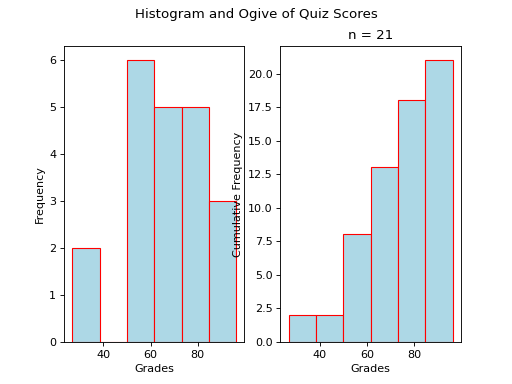 Histogram and Ogive of Quiz Scores
n = 21
6
5
4
3
2
1
0
Frequency
40 60 80
Grades
20.0
17.5
15.0
12.5
10.0
7.5
5.0
2.5
0.0
Cumulative Frequency
40 60 80
Grades